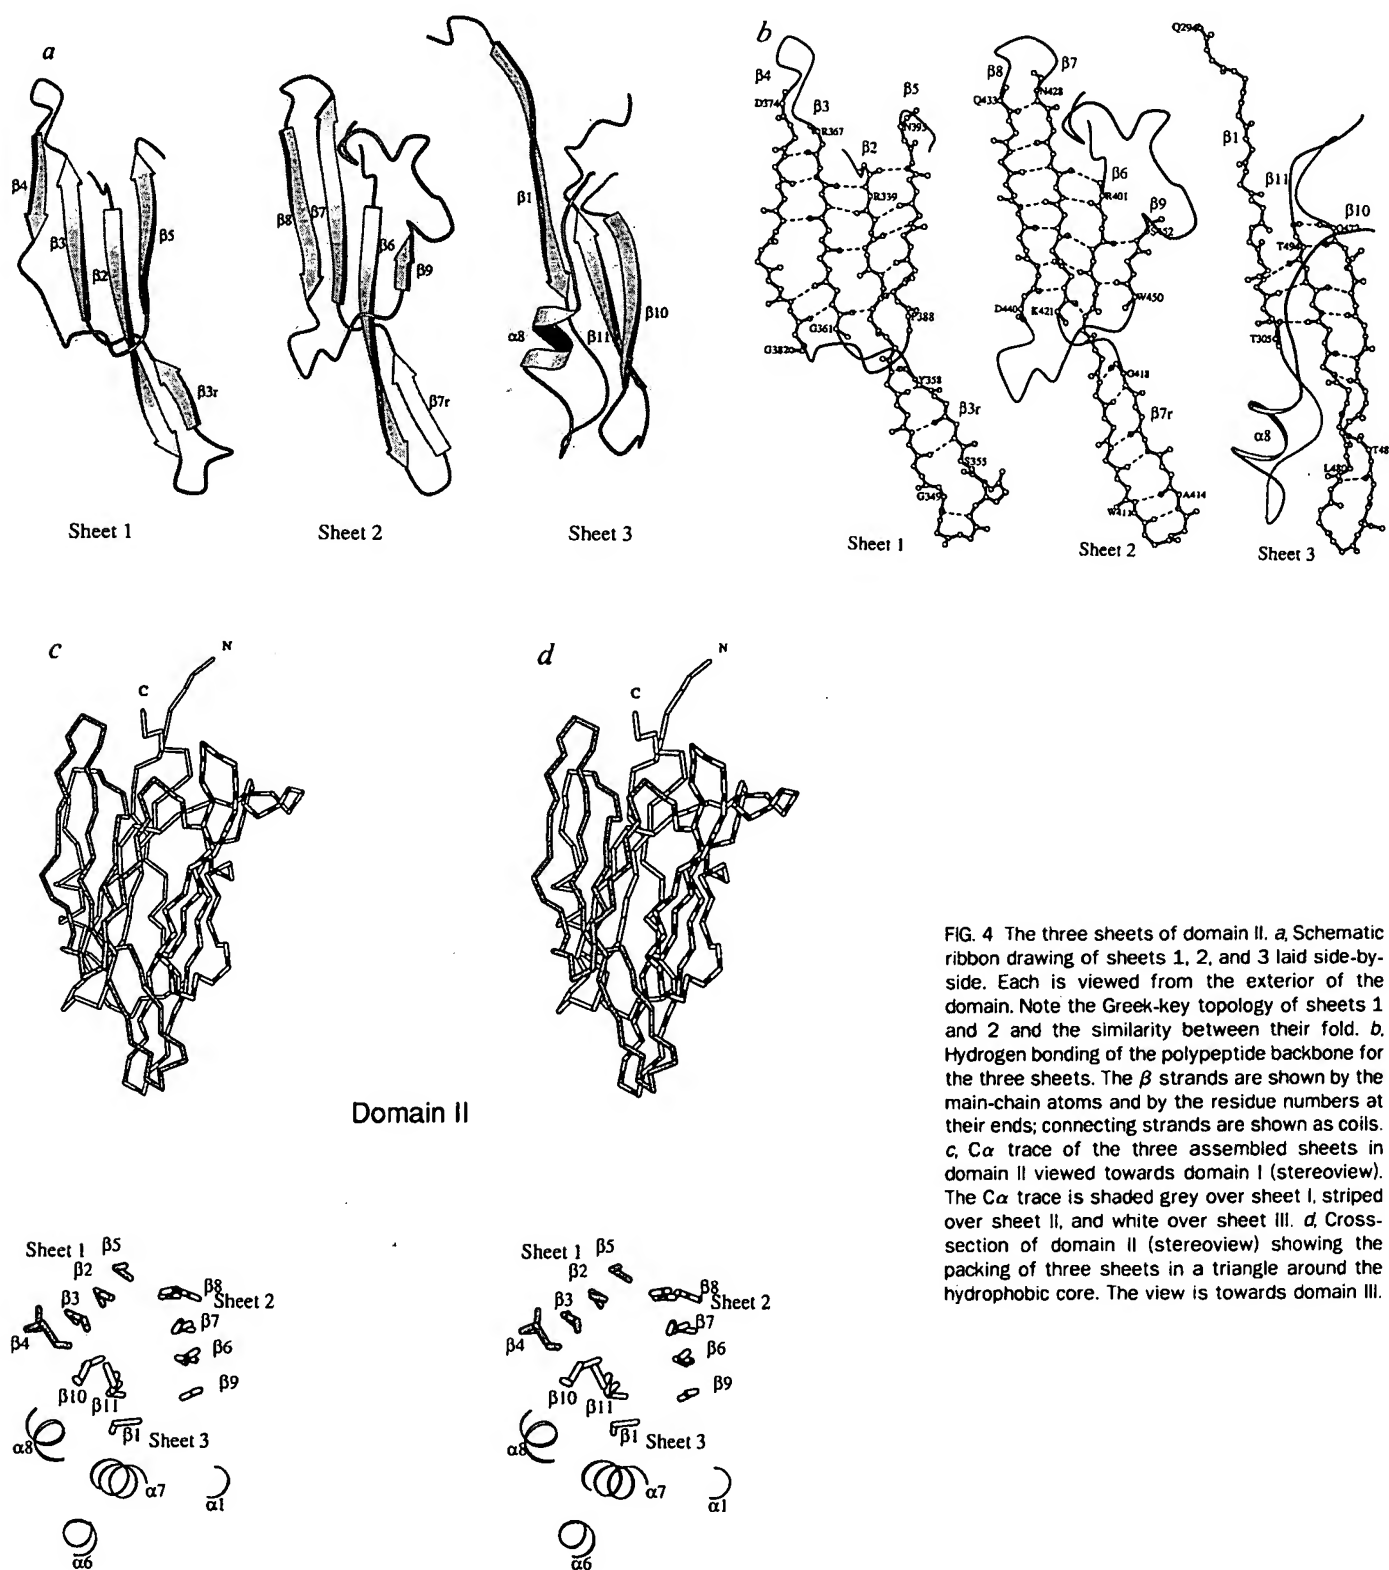 a
β4
β3
β2
β5
β3r
Sheet 1
β8
β7
β6
β9
β7r
Sheet 2
β1
α8
β11
β10
Sheet 3
b
β4
D374
β3
R367
β2
R339
β5
N393
G361
G382
P388
Y358
β3r
S355
G349
Sheet 1
β8
Q433
β7
N428
β6
R401
β9
S452
D440
K421
W450
G418
β7r
A414
W411
Sheet 2
Q294
β1
β11
β10
T494
T305
α8
L480
T48
Sheet 3
c
N
C
d
N
C
Domain II
Sheet 1 β5
β2
β3
β4
β8
Sheet 2
β7
β6
β9
β10
β11
β1 Sheet 3
α8
α7
α1
α6
Sheet 1 β5
β2
β3
β4
β8
Sheet 2
β7
β6
β9
β10
β11
β1 Sheet 3
α8
α7
α1
α6
FIG. 4 The three sheets of domain II. a, Schematic
ribbon drawing of sheets 1, 2, and 3 laid side-by-
side. Each is viewed from the exterior of the
domain. Note the Greek-key topology of sheets 1
and 2 and the similarity between their fold. b,
Hydrogen bonding of the polypeptide backbone for
the three sheets. The β strands are shown by the
main-chain atoms and by the residue numbers at
their ends; connecting strands are shown as coils.
c, Cα trace of the three assembled sheets in
domain II viewed towards domain I (stereoview).
The Cα trace is shaded grey over sheet I, striped
over sheet II, and white over sheet III. d, Cross-
section of domain II (stereoview) showing the
packing of three sheets in a triangle around the
hydrophobic core. The view is towards domain III.